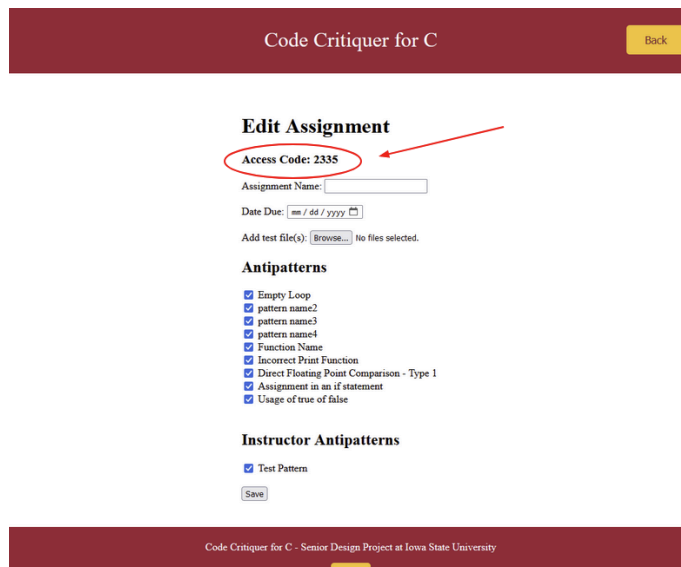 Code Critiquer for C
Back
Edit Assignment
Access Code: 2335
Assignment Name:
Date Due: mm / dd / yyyy
Add test file(s): Browse... No files selected.
Antipatterns
Empty Loop
pattern name2
pattern name3
pattern name4
Function Name
Incorrect Print Function
Direct Floating Point Comparison - Type 1
Assignment in an if statement
Usage of true of false
Instructor Antipatterns
Test Pattern
Save
Code Critiquer for C - Senior Design Project at Iowa State University